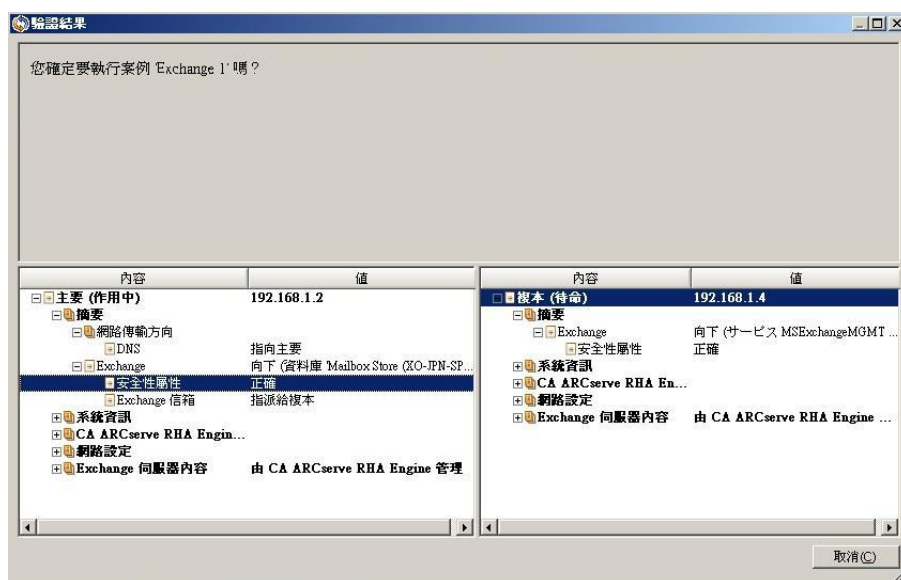 驗證結果
您確定要執行案例 'Exchange 1' 嗎？
內容 值
主要 (作用中) 192.168.1.2
摘要
網路傳輸方向
DNS 指向主要
Exchange 向下 (資料庫 'Mailbox Store (XO-JPN-SP...
安全性屬性 正確
Exchange 信箱 指派給複本
系統資訊
CA ARCserve RHA Engin...
網路設定
Exchange 伺服器內容 由 CA ARCserve RHA Engine 管理
內容 值
複本 (待命) 192.168.1.4
摘要
Exchange 向下 (サービス MSExchangeMGMT ...
安全性屬性 正確
系統資訊
CA ARCserve RHA En...
網路設定
Exchange 伺服器內容 由 CA ARCserve RHA Engine ...
取消(C)